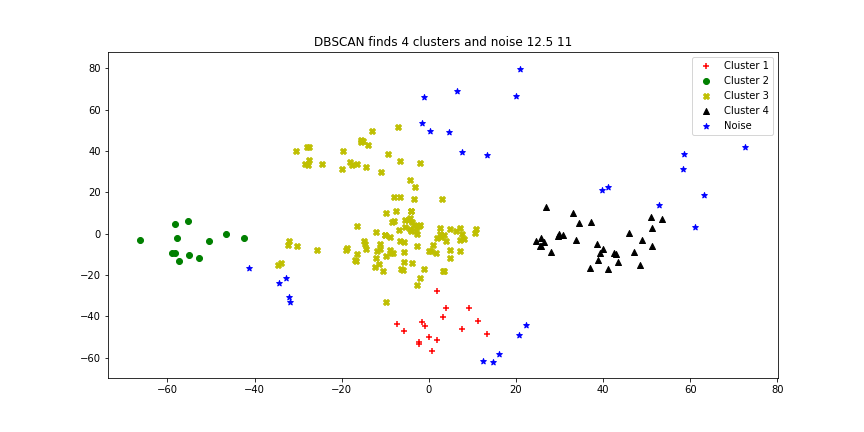 DBSCAN finds 4 clusters and noise 12.5 11
80
60
40
20
0
−20
−40
−60
−60
−40
−20
0
20
40
60
80
Cluster 1
Cluster 2
Cluster 3
Cluster 4
Noise